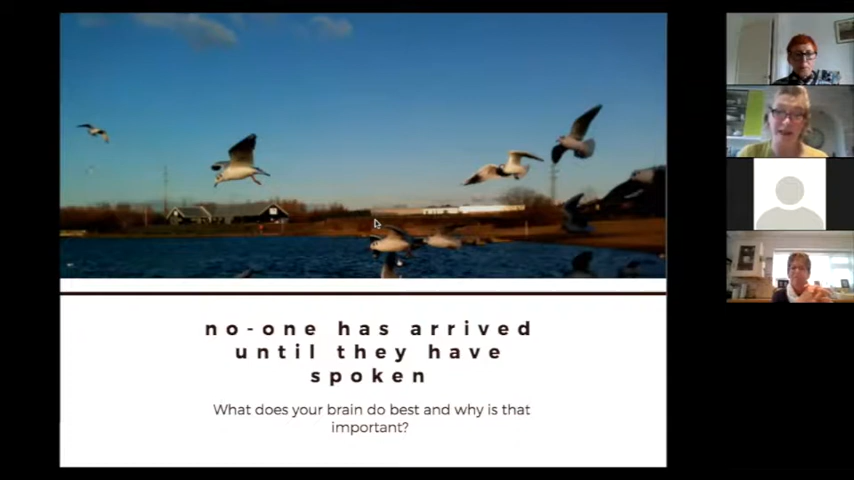 no-one has arrived
until they have
spoken
What does your brain do best and why is that
important?